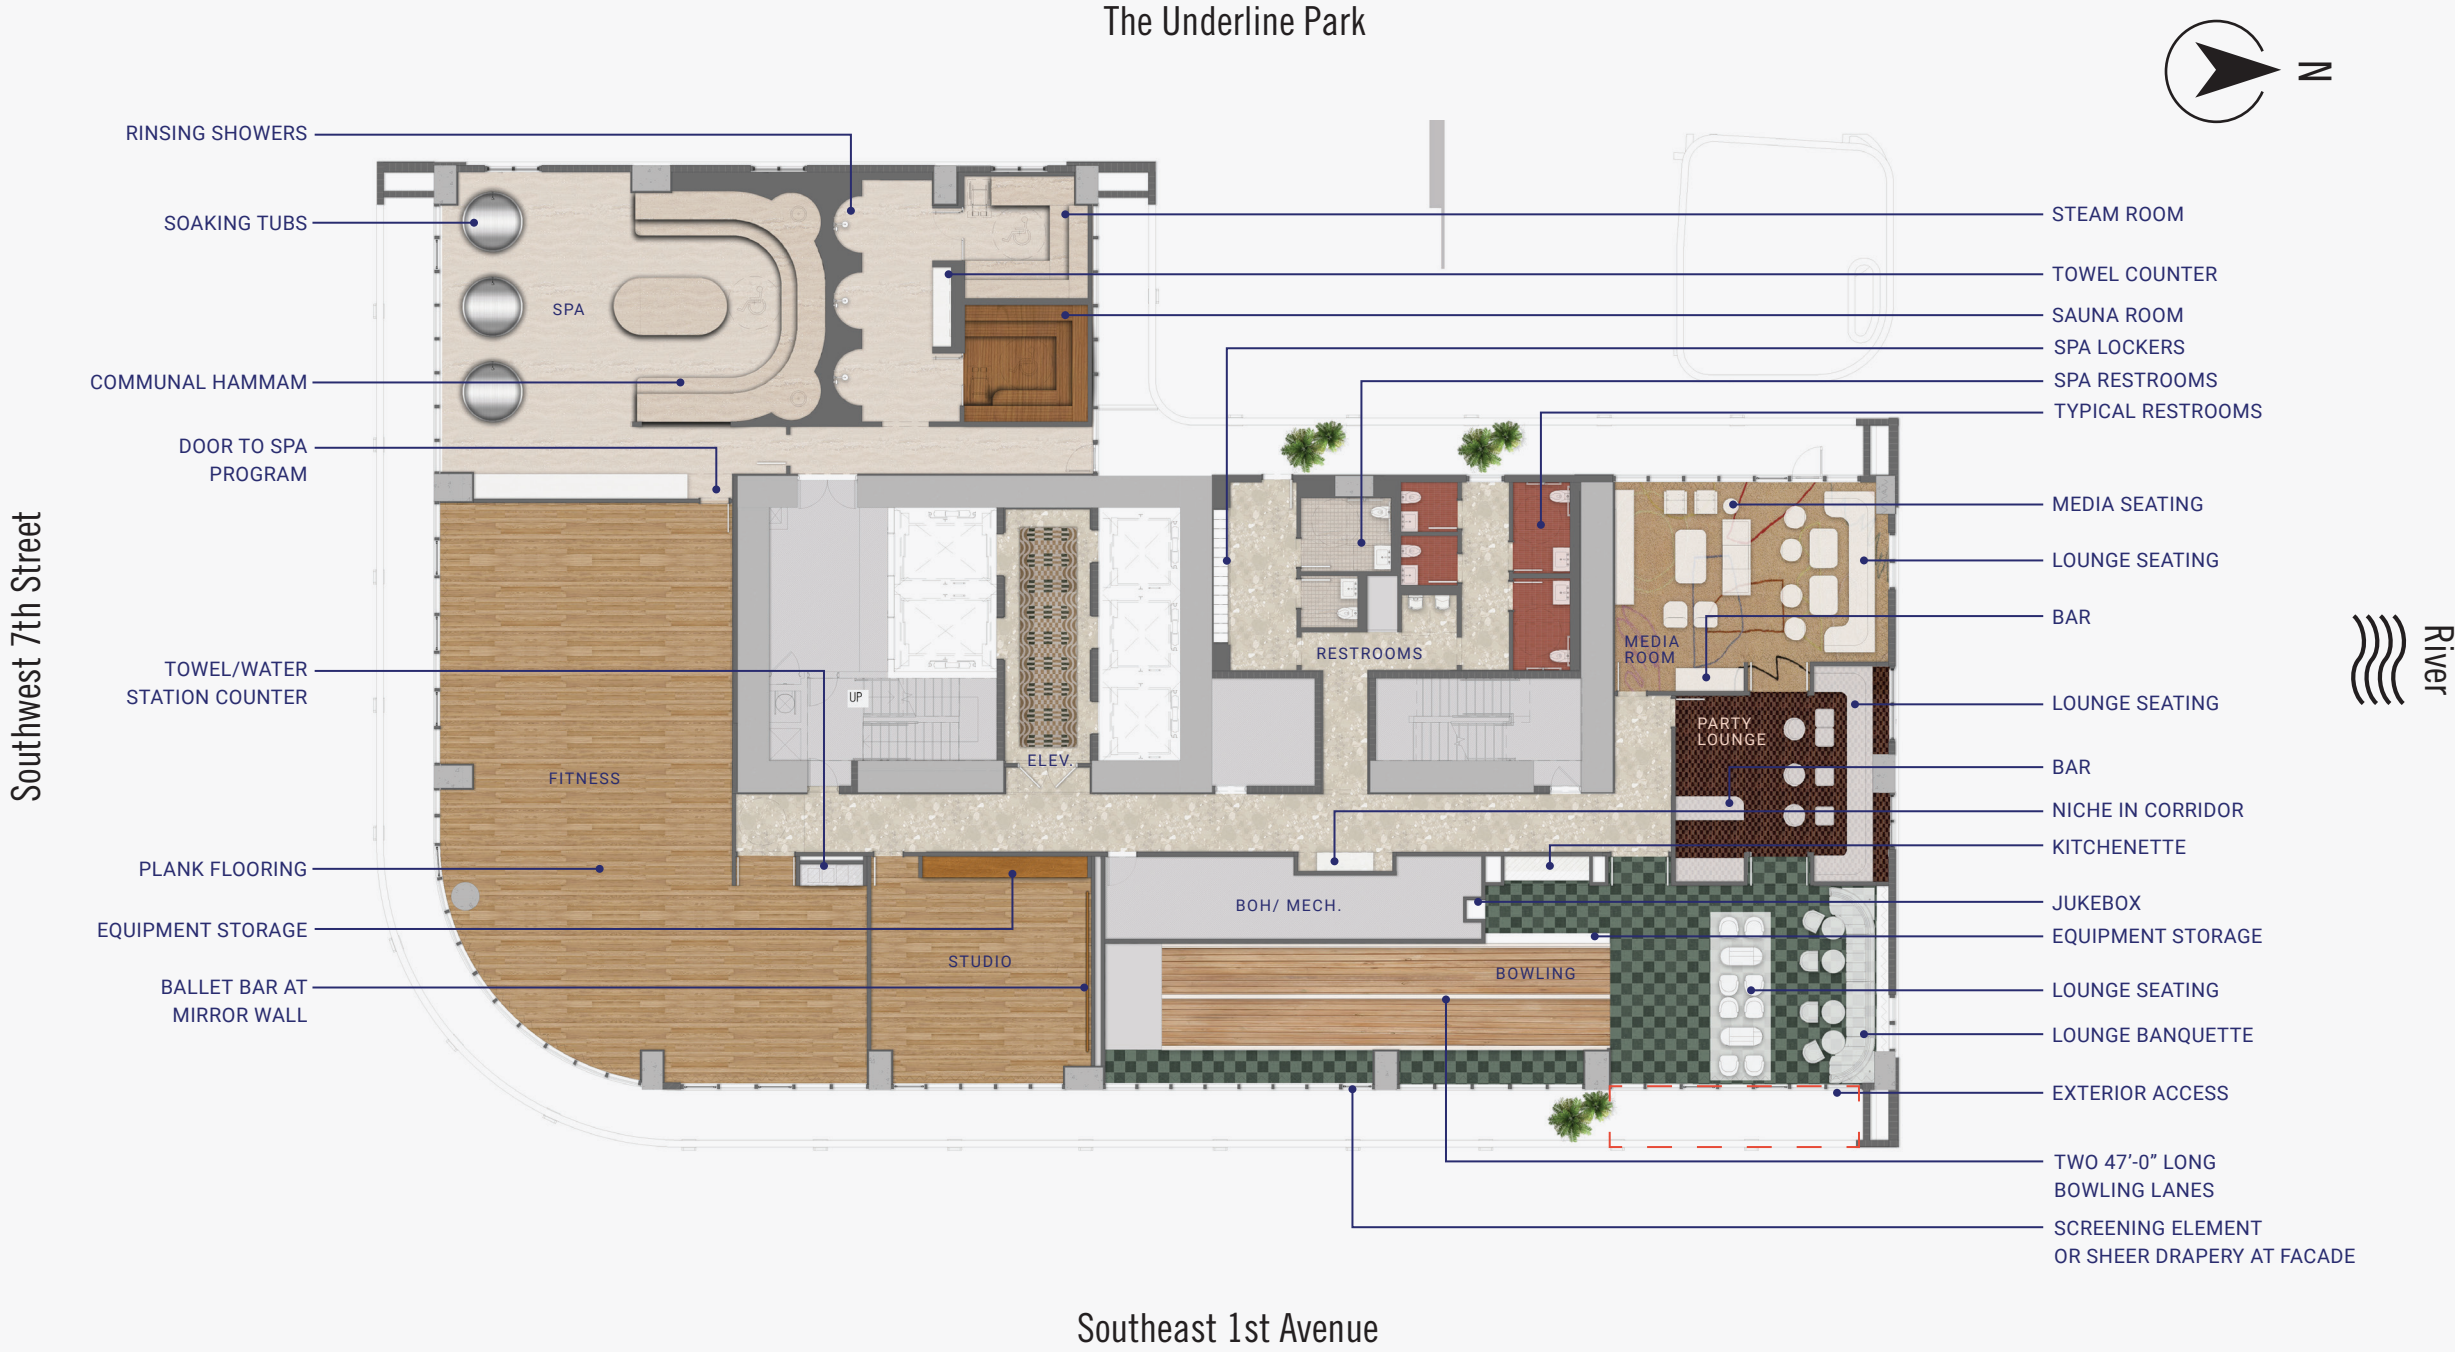 The Underline Park
N
RINSING SHOWERS
SOAKING TUBS
COMMUNAL HAMMAM
DOOR TO SPA
PROGRAM
TOWEL/WATER
STATION COUNTER
PLANK FLOORING
EQUIPMENT STORAGE
BALLET BAR AT
MIRROR WALL
Southwest 7th Street
SPA
FITNESS
UP
ELEV.
STUDIO
RESTROOMS
BOH/ MECH.
BOWLING
MEDIA
ROOM
PARTY
LOUNGE
STEAM ROOM
TOWEL COUNTER
SAUNA ROOM
SPA LOCKERS
SPA RESTROOMS
TYPICAL RESTROOMS
MEDIA SEATING
LOUNGE SEATING
BAR
LOUNGE SEATING
BAR
NICHE IN CORRIDOR
KITCHENETTE
JUKEBOX
EQUIPMENT STORAGE
LOUNGE SEATING
LOUNGE BANQUETTE
EXTERIOR ACCESS
TWO 47’-0” LONG
BOWLING LANES
SCREENING ELEMENT
OR SHEER DRAPERY AT FACADE
River
Southeast 1st Avenue